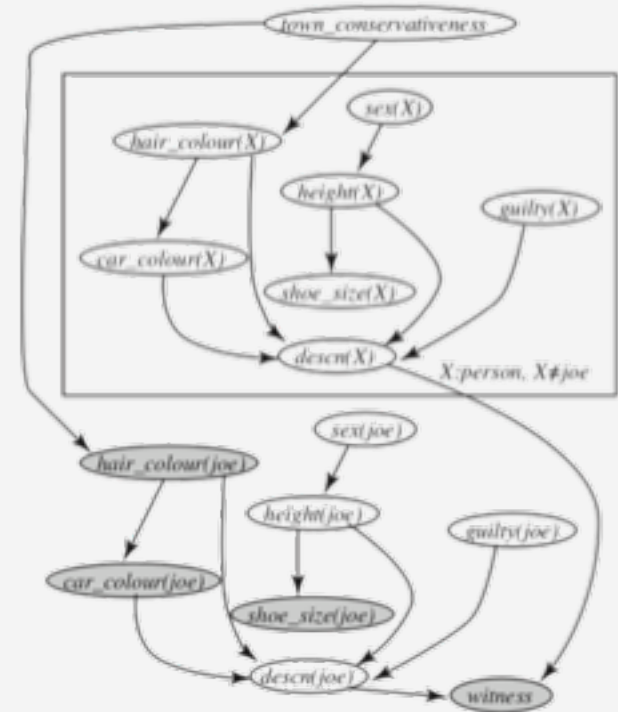 town_conservativeness
sex(X)
hair_colour(X)
height(X)
guilty(X)
car_colour(X)
shoe_size(X)
descn(X)
X:person, X≠joe
sex(joe)
hair_colour(joe)
height(joe)
guilty(joe)
car_colour(joe)
shoe_size(joe)
descn(joe)
witness